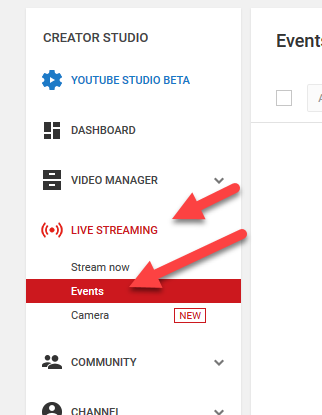 CREATOR STUDIO
Events
YOUTUBE STUDIO BETA
DASHBOARD
VIDEO MANAGER
LIVE STREAMING
Stream now
Events
Camera NEW
COMMUNITY
CHANNEL